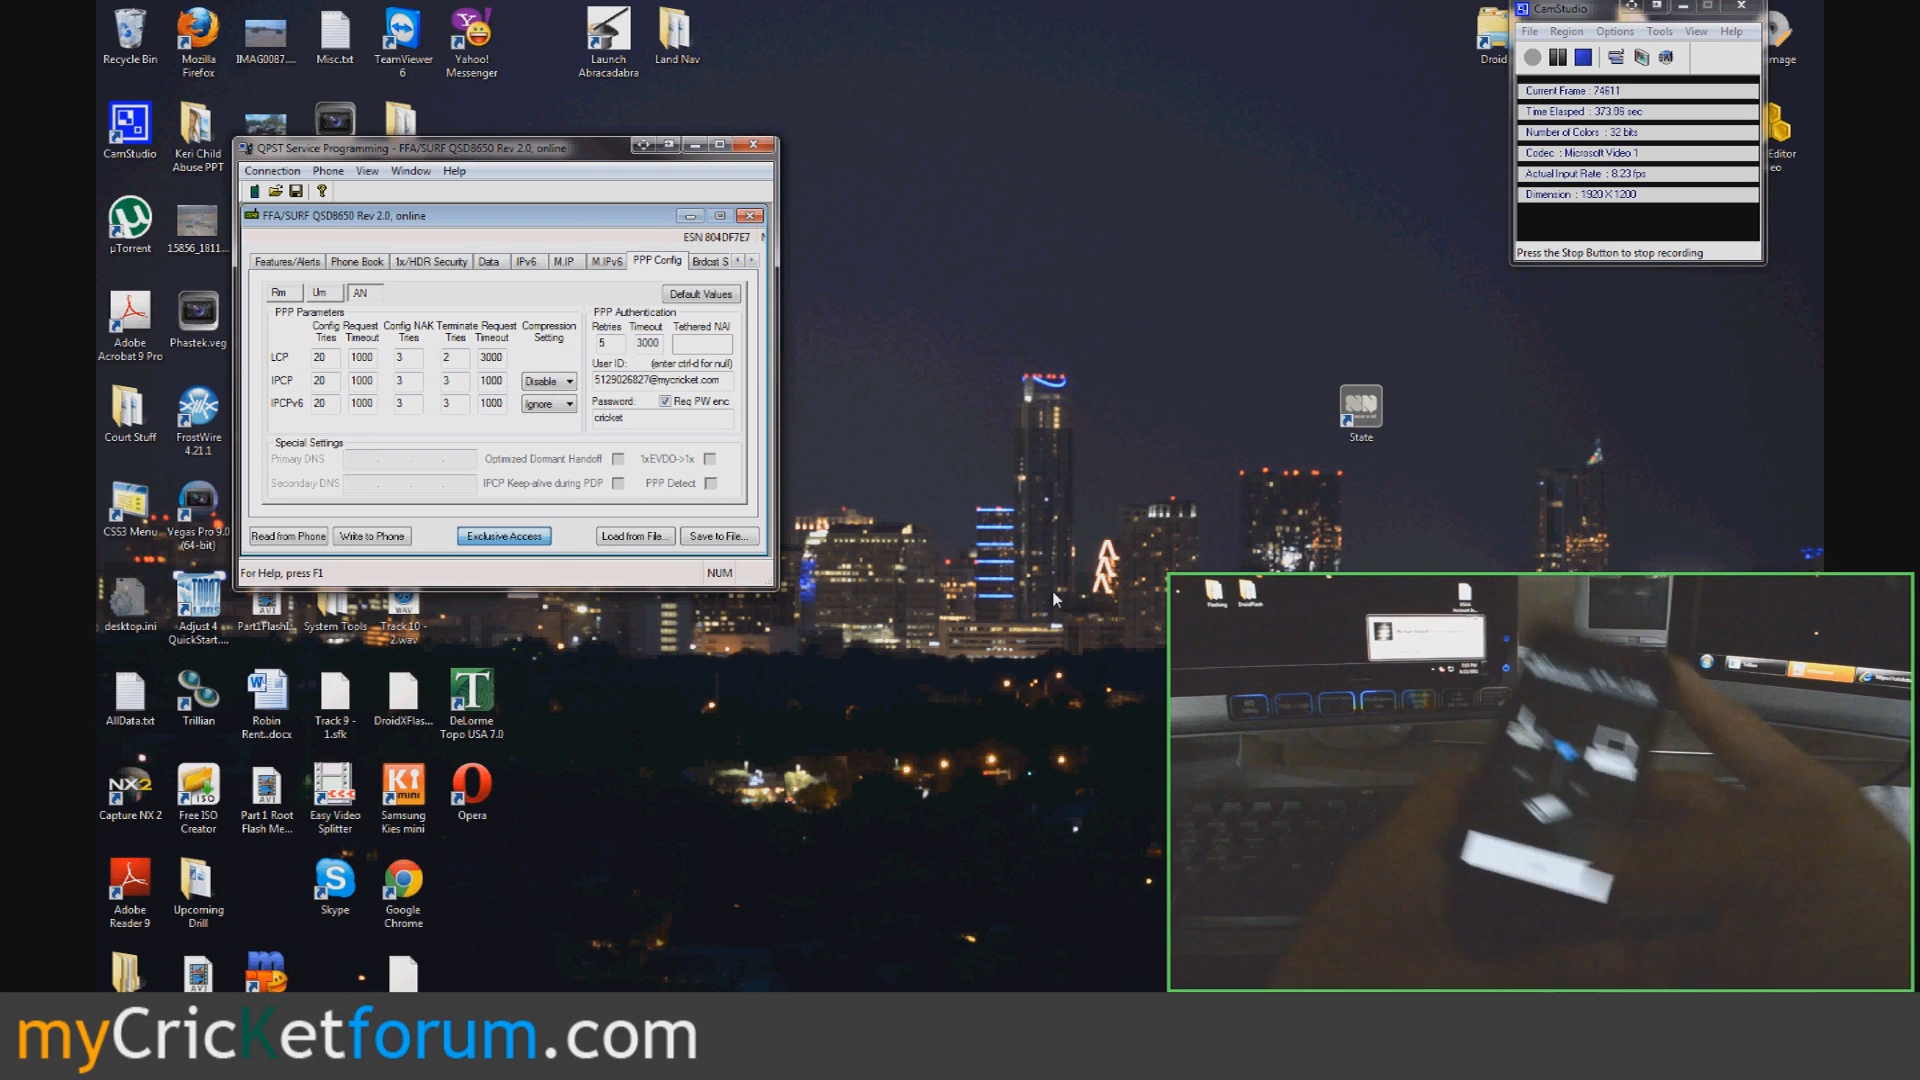 Recycle Bin
Mozilla
Firefox
IMAG0087....
Misc.txt
TeamViewer
6
Yahoo!
Messenger
Launch
Abracadabra
Land Nav
CamStudio
Keri Child
Abuse PPT
µTorrent
15856_1811...
Adobe
Acrobat 9 Pro
Phastek.veg
Court Stuff
FrostWire
4.21.1
CSS3 Menu
Vegas Pro 9.0
(64-bit)
desktop.ini
Adjust 4
QuickStart....
Part1FlashI...
System Tools
Track 10 -
2.wav
AllData.txt
Trillian
Robin
Rent..docx
Track 9 -
1.sfk
DroidXFlas...
DeLorme
Topo USA 7.0
Capture NX 2
Free ISO
Creator
Part 1 Root
Flash Me...
Easy Video
Splitter
Samsung
Kies mini
Opera
Adobe
Reader 9
Upcoming
Drill
Skype
Google
Chrome
QPST Service Programming - FFA/SURF QSD8650 Rev 2.0, online
Connection Phone View Window Help
FFA/SURF QSD8650 Rev 2.0, online
ESN 804DF7E7
Features/Alerts Phone Book 1x/HDR Security Data IPv6 M.IP M.IPv6 PPP Config Brdcst S
Rm Um AN Default Values
PPP Parameters
Config Request Config NAK Terminate Request Compression
Tries Timeout Tries Tries Timeout Setting
LCP 20 1000 3 2 3000
IPCP 20 1000 3 3 1000 Disable
IPCPv6 20 1000 3 3 1000 Ignore
PPP Authentication
Retries Timeout Tethered NAI
5 3000
User ID: (enter ctrl-d for null)
5129026827@mycricket.com
Password: Req PW enc
cricket
Special Settings
Primary DNS Optimized Dormant Handoff 1xEVDO->1x
Secondary DNS IPCP Keep-alive during PDP PPP Detect
Read from Phone Write to Phone Exclusive Access Load from File... Save to File...
For Help, press F1 NUM
Droid
CamStudio
File Region Options Tools View Help
Current Frame : 74611
Time Elasped : 373.86 sec
Number of Colors : 32 bits
Codec : Microsoft Video 1
Actual Input Rate : 8.23 fps
Dimension : 1920 X 1200
Press the Stop Button to stop recording
State
myCricKetforum.com